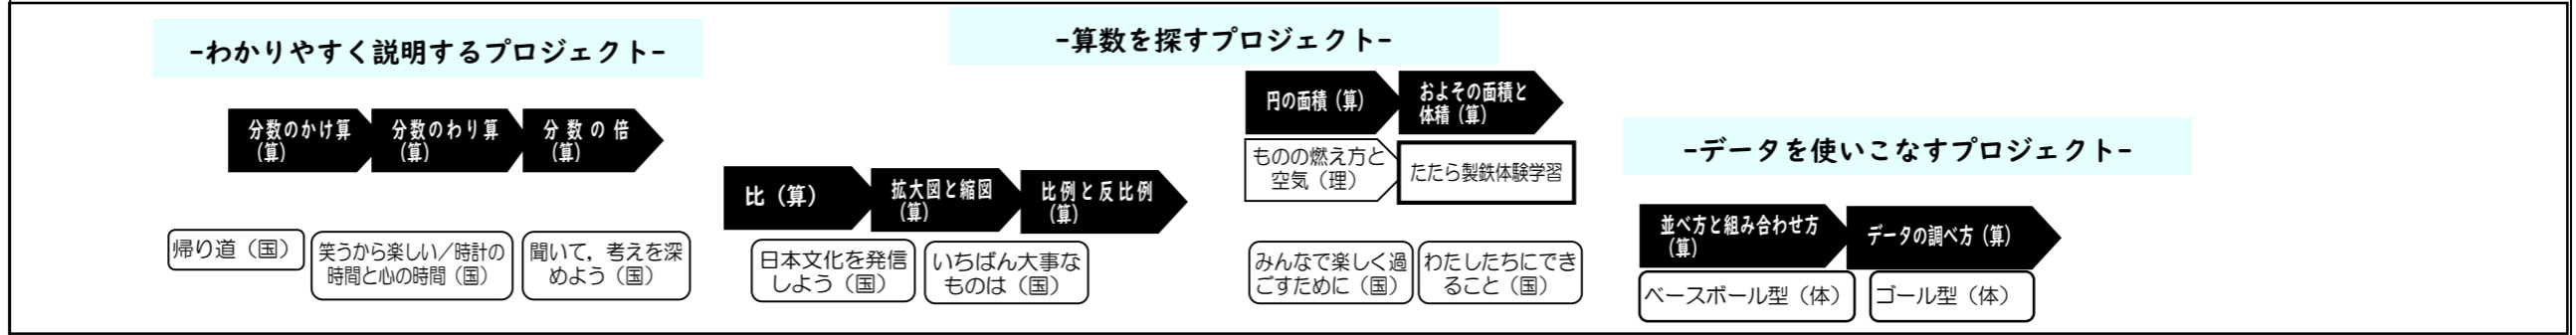 -わかりやすく説明するプロジェクト-
分数のかけ算
(算)
分数のわり算
(算)
分数の倍
(算)
帰り道（国）
笑うから楽しい／時計の
時間と心の時間（国）
聞いて，考えを深
めよう（国）
-算数を探すプロジェクト-
比（算）
拡大図と縮図
(算)
比例と反比例
(算)
日本文化を発信
しよう（国）
いちばん大事な
ものは（国）
円の面積（算）
およその面積と
体積（算）
ものの燃え方と
空気（理）
たたら製鉄体験学習
みんなで楽しく過
ごすために（国）
わたしたちにでき
ること（国）
-データを使いこなすプロジェクト-
並べ方と組み合わせ方
(算)
データの調べ方（算）
ベースボール型（体）
ゴール型（体）